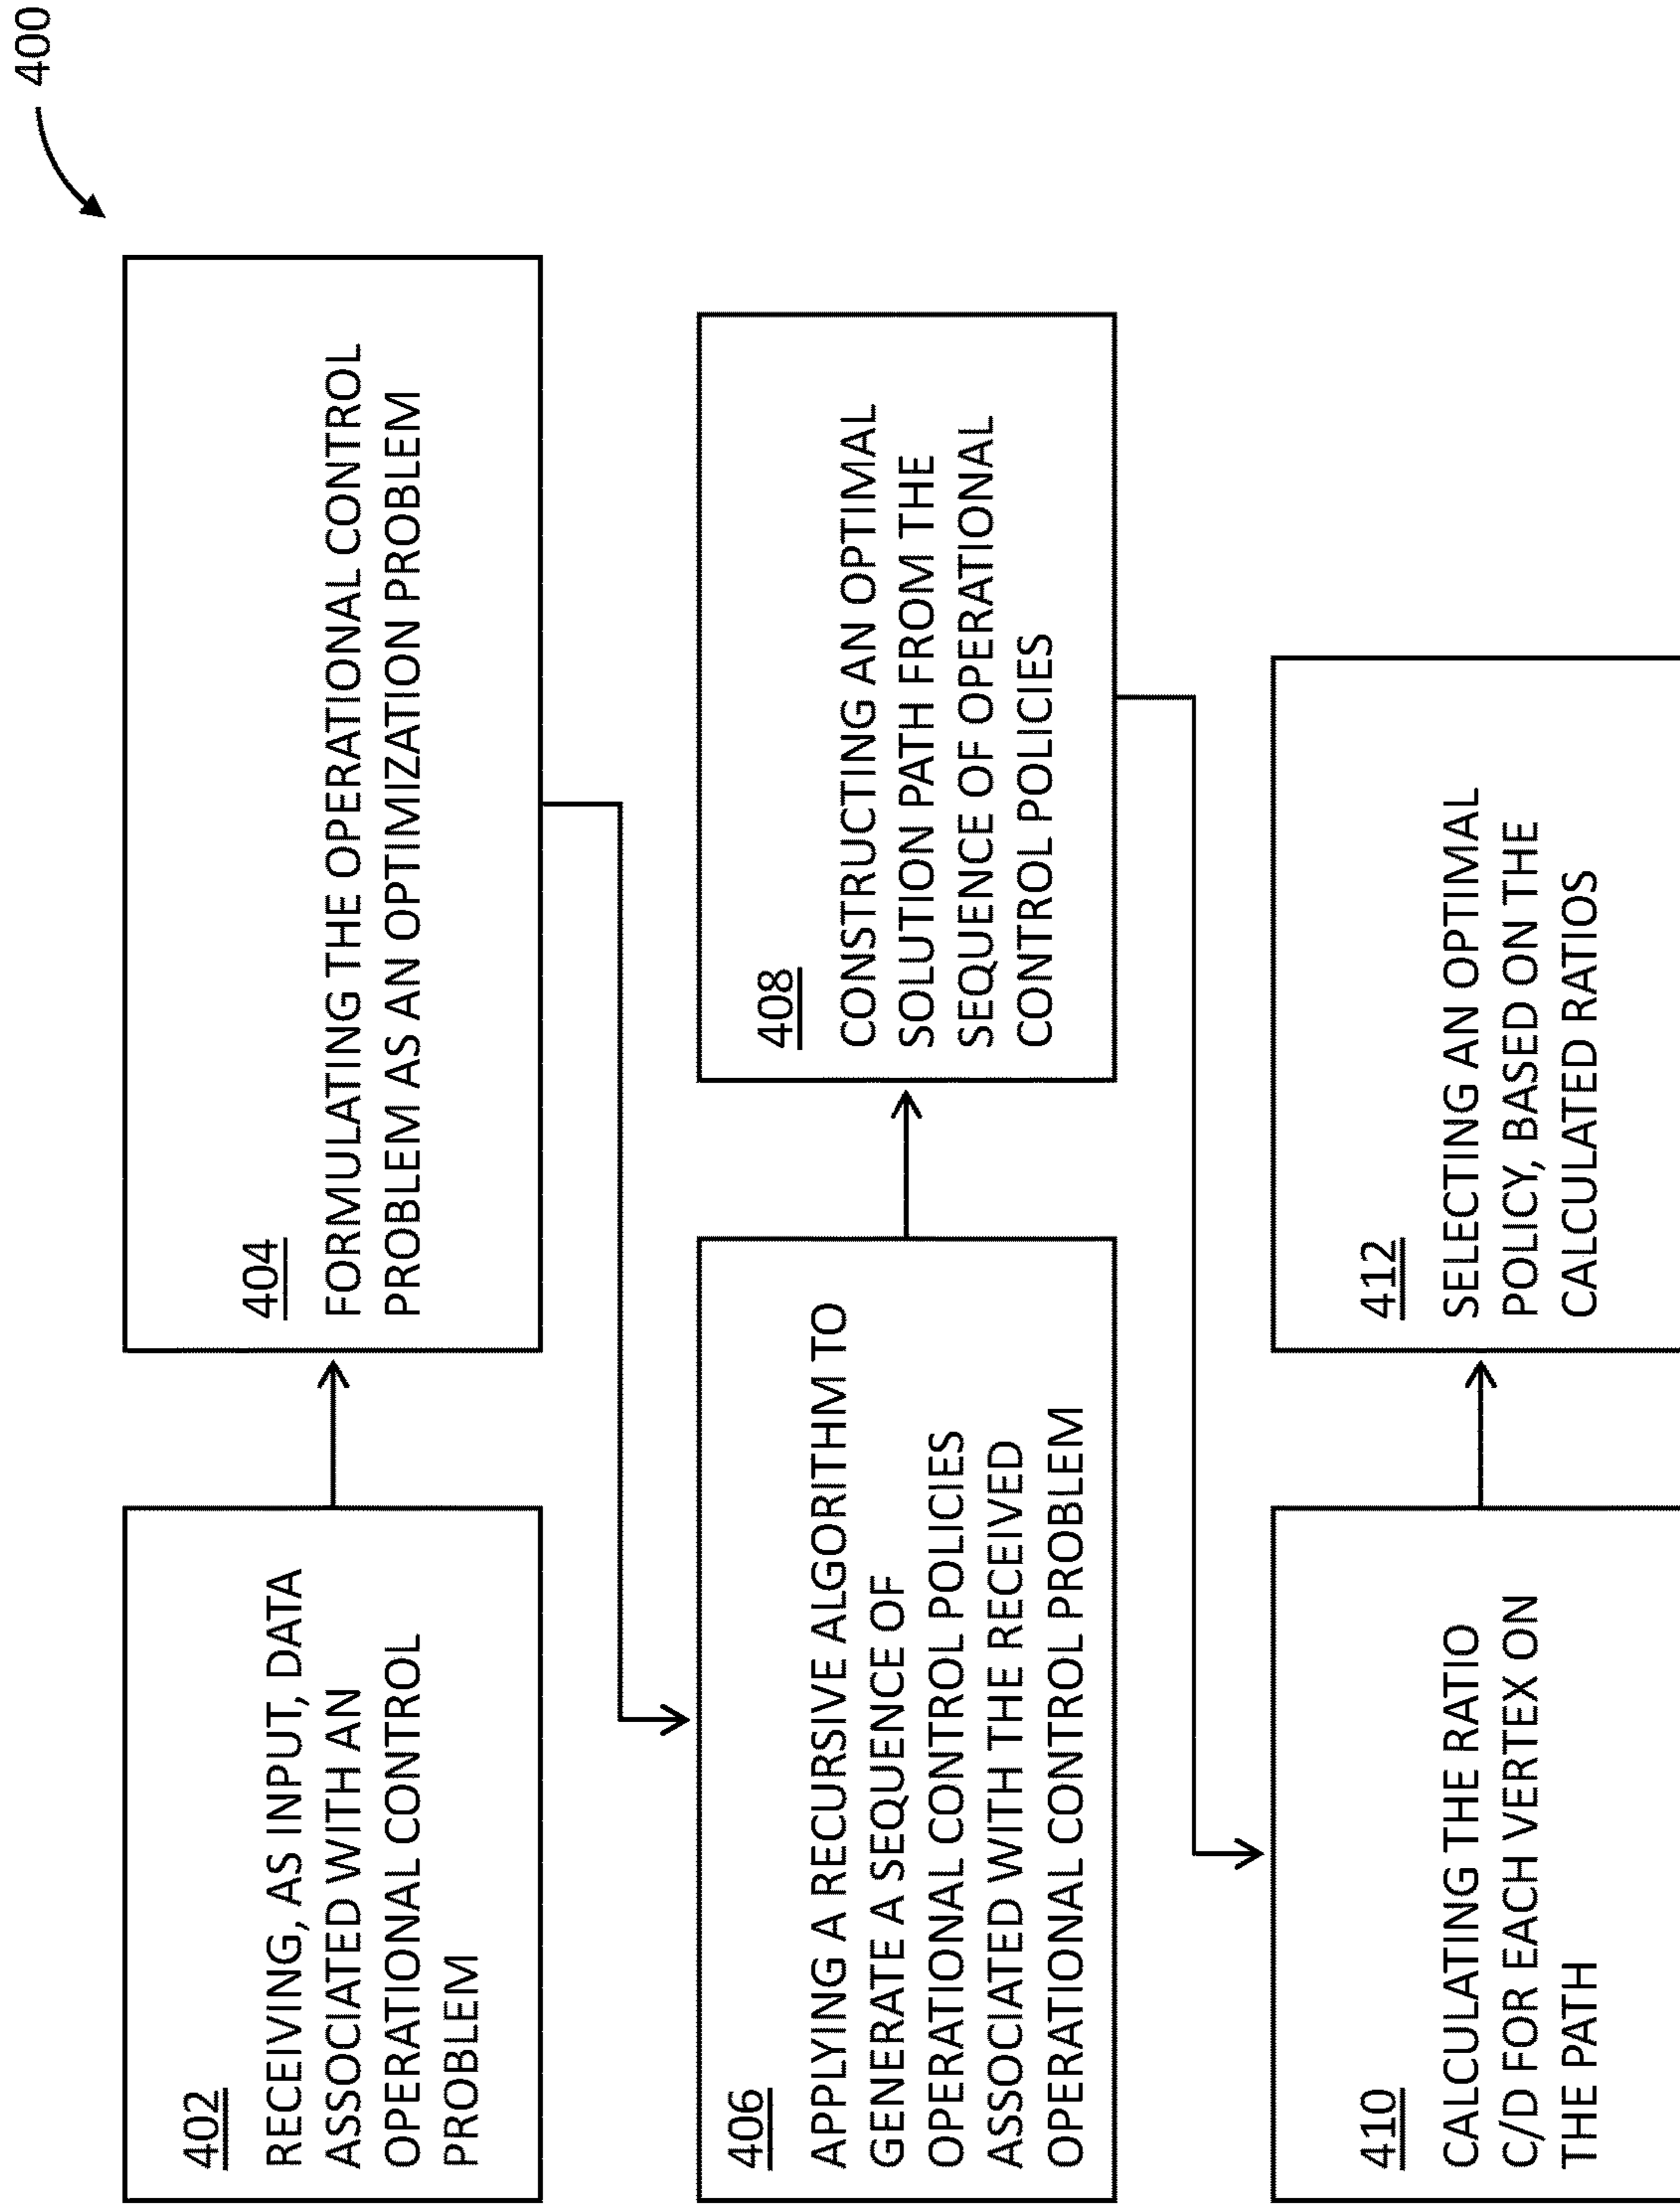 400
402
RECEIVING, AS INPUT, DATA
ASSOCIATED WITH AN
OPERATIONAL CONTROL
PROBLEM
404
FORMULATING THE OPERATIONAL CONTROL
PROBLEM AS AN OPTIMIZATION PROBLEM
406
APPLYING A RECURSIVE ALGORITHM TO
GENERATE A SEQUENCE OF
OPERATIONAL CONTROL POLICIES
ASSOCIATED WITH THE RECEIVED
OPERATIONAL CONTROL PROBLEM
408
CONSTRUCTING AN OPTIMAL
SOLUTION PATH FROM THE
SEQUENCE OF OPERATIONAL
CONTROL POLICIES
410
CALCULATING THE RATIO
C/D FOR EACH VERTEX ON
THE PATH
412
SELECTING AN OPTIMAL
POLICY, BASED ON THE
CALCULATED RATIOS